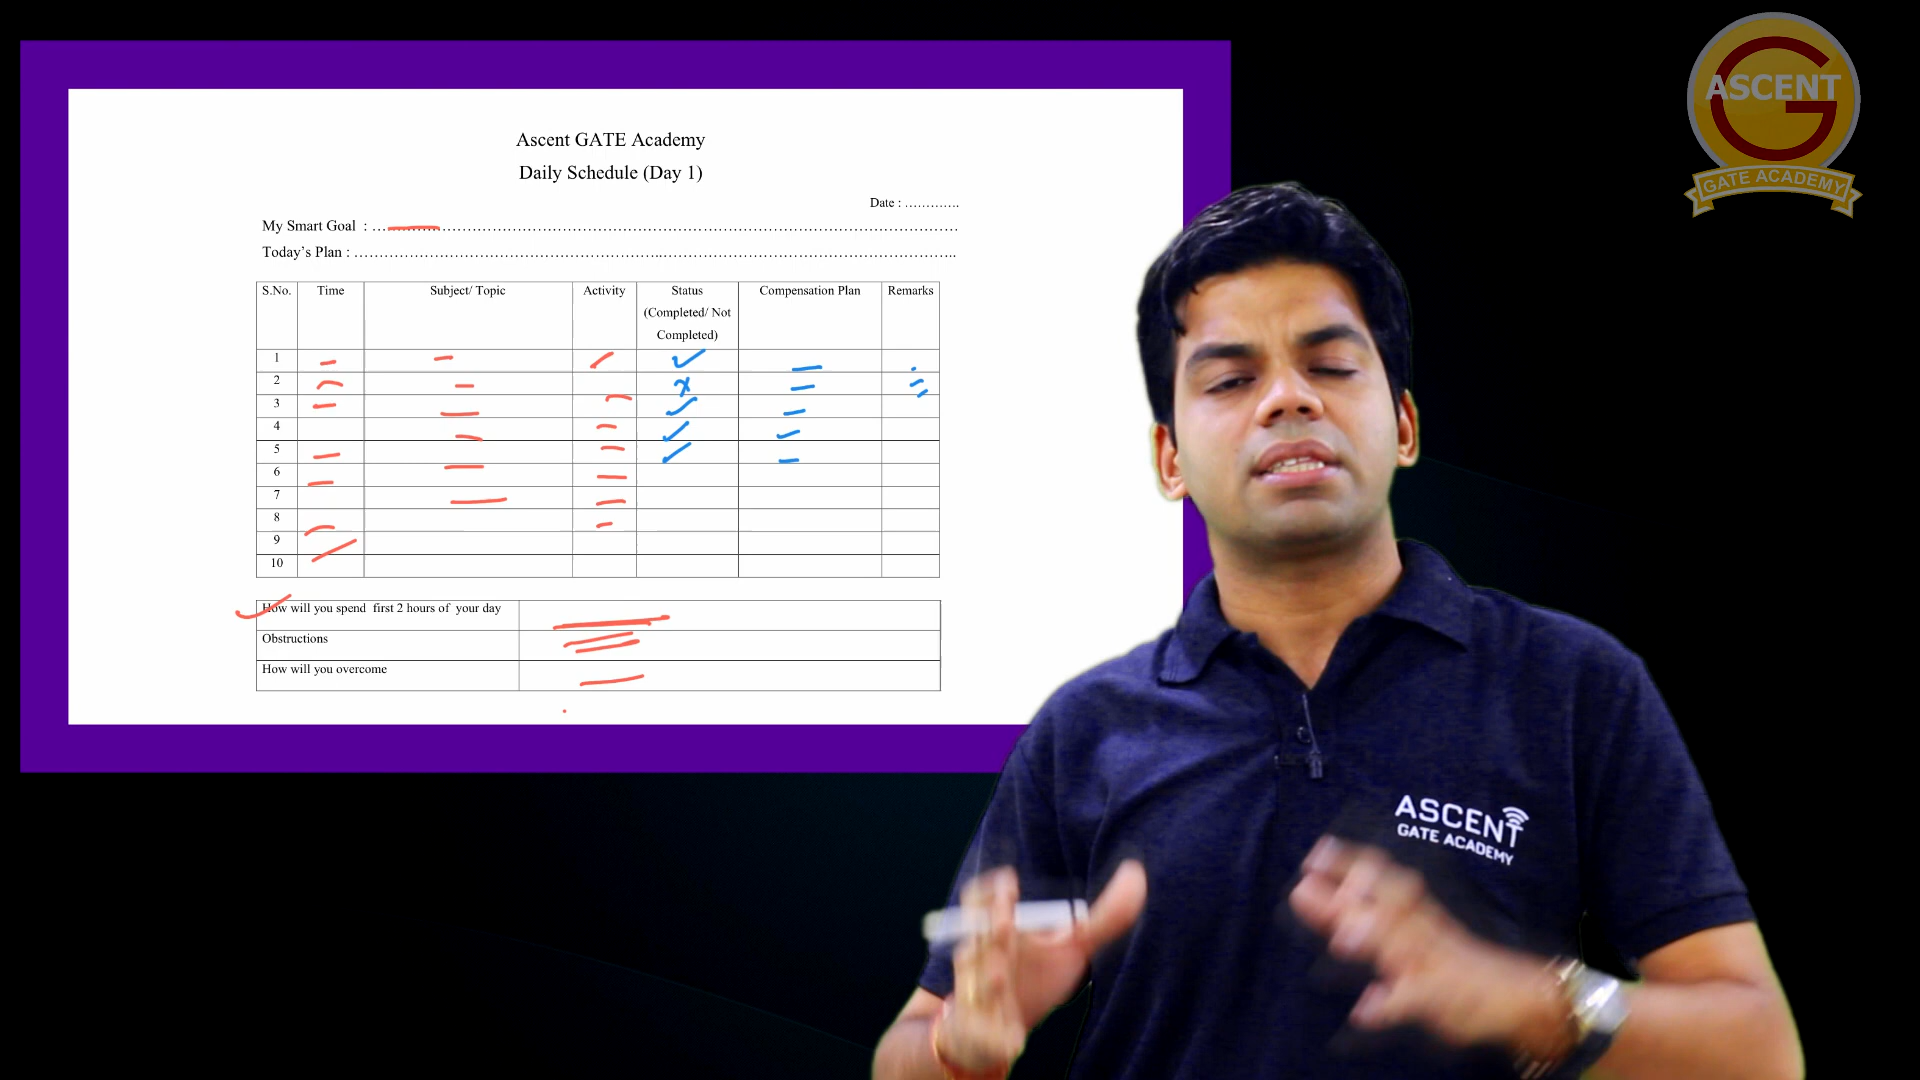 Ascent GATE Academy
Daily Schedule (Day 1)
Date : ………….
My Smart Goal : …………………………………………………………………………………………
Today's Plan : …………………………………………………..…………………………………………..
S.No. Time Subject/ Topic Activity Status (Completed/ Not Completed) Compensation Plan Remarks
1
2
3
4
5
6
7
8
9
10
How will you spend first 2 hours of your day
Obstructions
How will you overcome
G
ASCENT
GATE ACADEMY
ASCENT
GATE ACADEMY